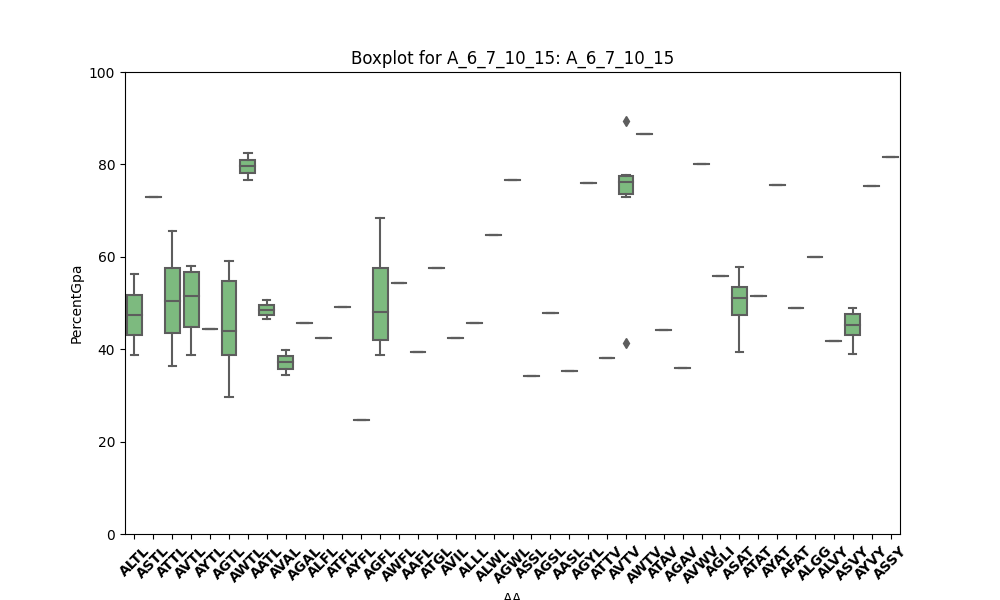 Boxplot for A_6_7_10_15: A_6_7_10_15
100
80
60
40
20
0
PercentGpa
ALTL
ASTL
ATTL
AVTL
AYTL
AGTL
AWTL
AATL
AVAL
AGAL
ALFL
ATFL
AYFL
AGFL
AWFL
AAFL
ATGL
AVIL
ALLL
ALWL
AGWL
ASSL
AGSL
AASL
AGYL
ATTV
AVTV
AWTV
ATAV
AGAV
AVWV
AGLI
ASAT
ATAT
AYAT
AFAT
ALGG
ALVY
ASVY
AYVY
ASSY
AA